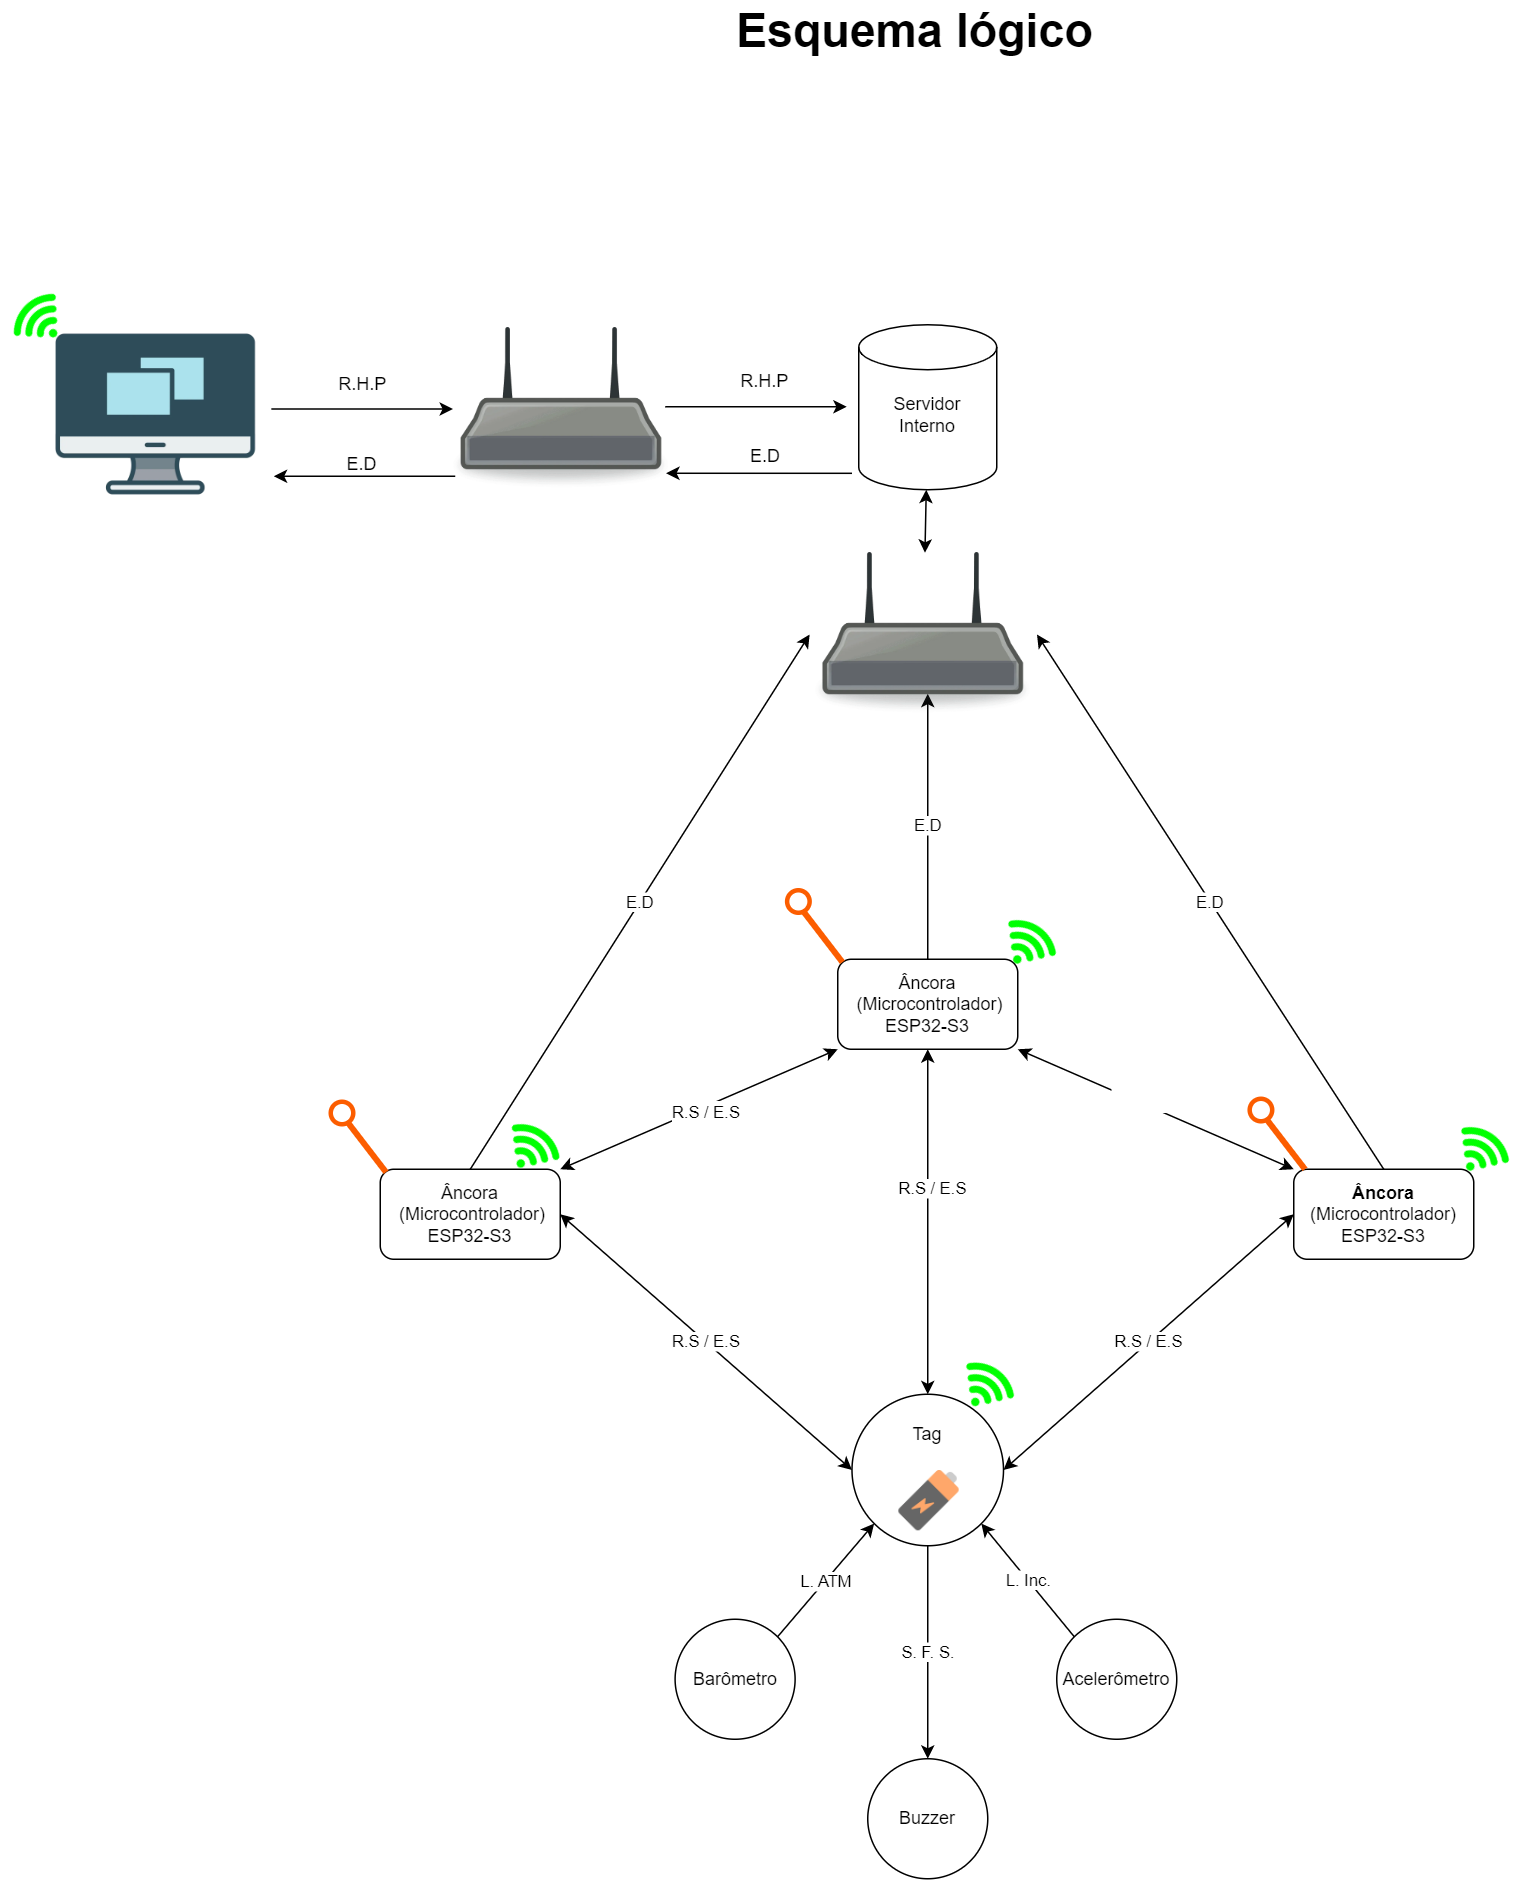 Esquema lógico
R.H.P
R.H.P
Servidor
Interno
E.D
E.D
E.D
E.D
E.D
Âncora
(Microcontrolador)
ESP32-S3
R.S / E.S
R.S / E.S
Âncora
(Microcontrolador)
ESP32-S3
Âncora
(Microcontrolador)
ESP32-S3
R.S / E.S
R.S / E.S
Tag
L. ATM
L. Inc.
S. F. S.
Barômetro
Acelerômetro
Buzzer